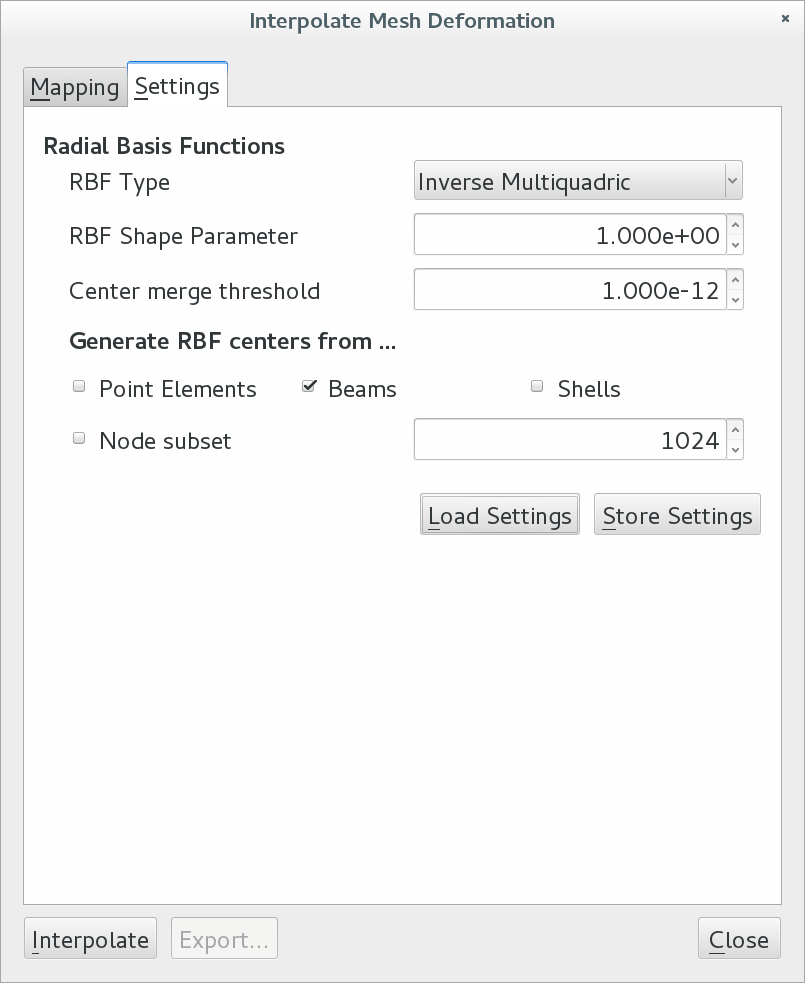 Interpolate Mesh Deformation
Mapping Settings
Radial Basis Functions
RBF Type Inverse Multiquadric
RBF Shape Parameter 1.000e+00
Center merge threshold 1.000e-12
Generate RBF centers from ...
Point Elements Beams Shells
Node subset 1024
Load Settings Store Settings
Interpolate Export... Close